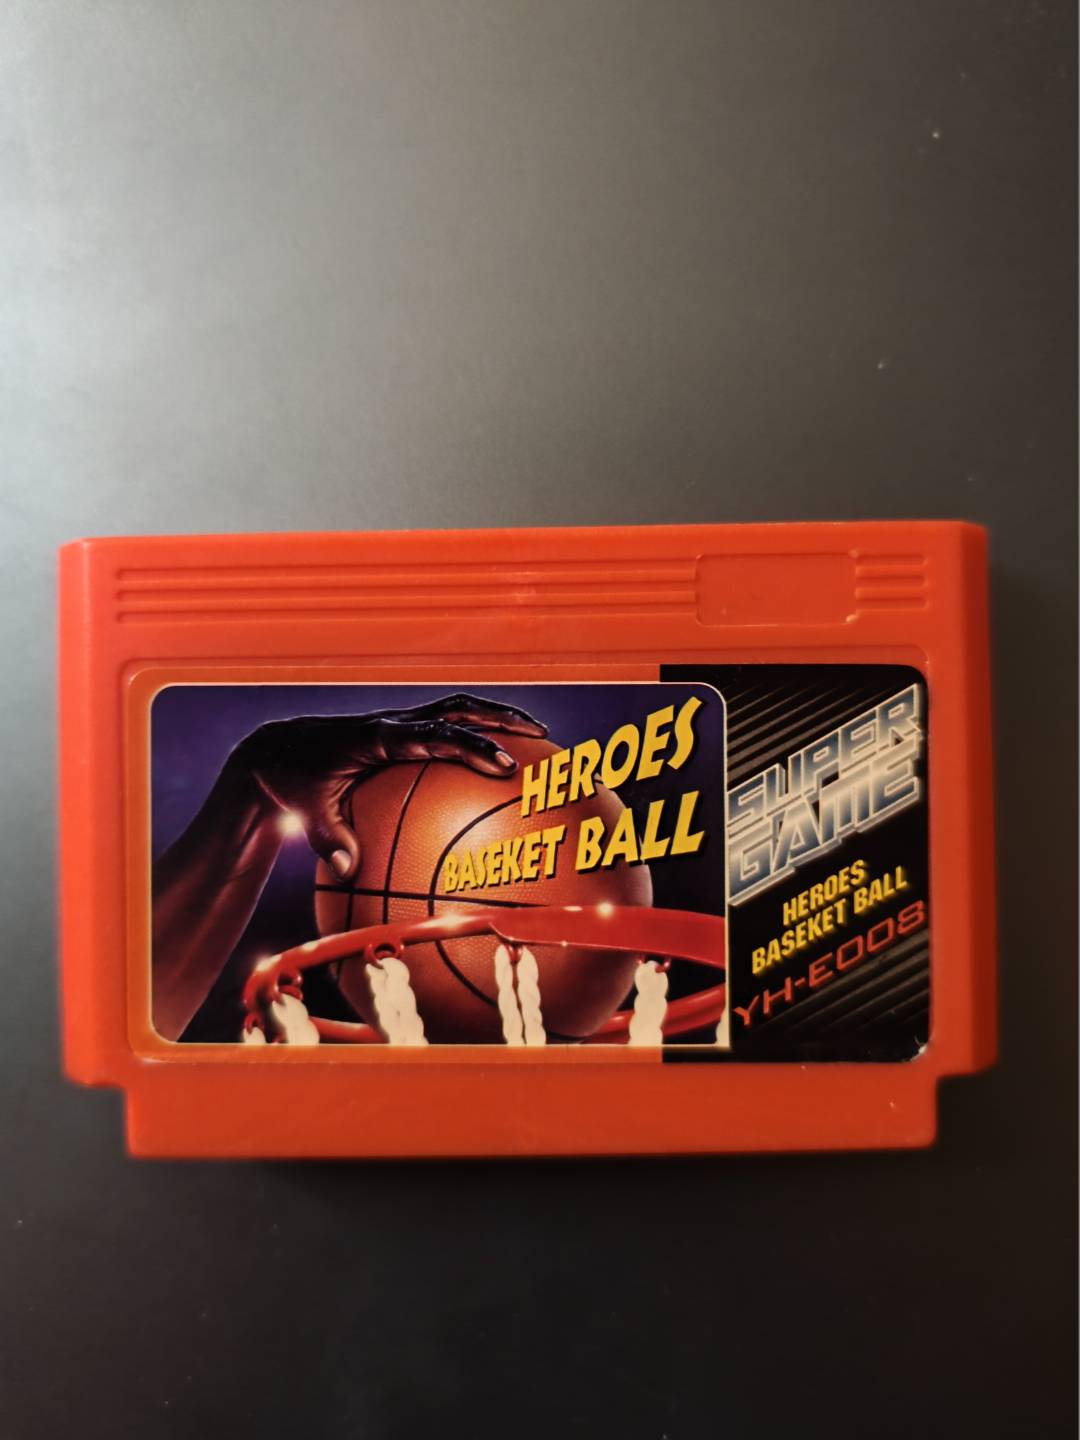 HEROES
BASEKET BALL
SUPER
GAME
HEROES
BASEKET BALL
YH-E008